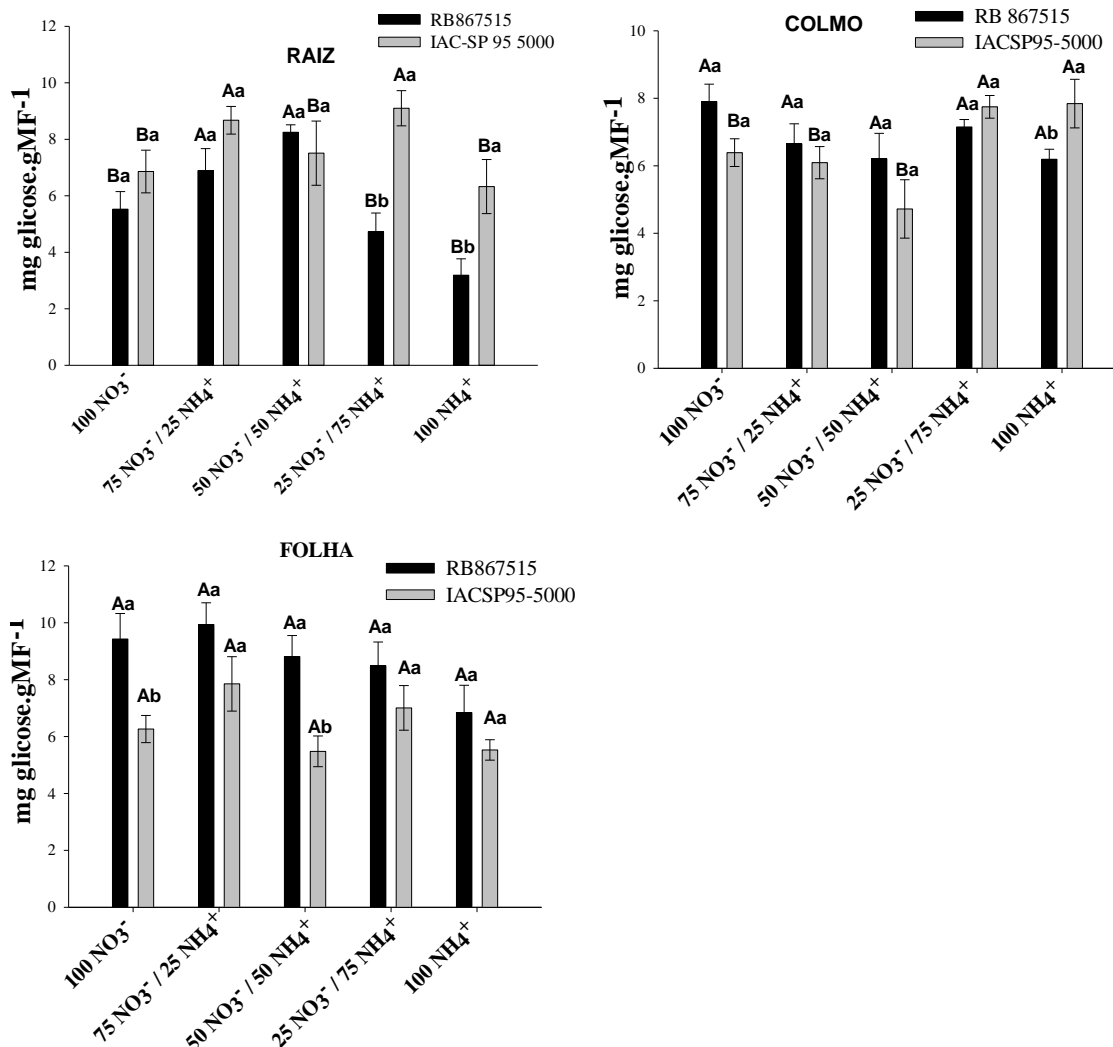 RB867515
IAC-SP 95 5000
RAIZ
mg glicose.gMF-1
12
10
8
6
4
2
0
Ba Ba Aa Aa Aa Ba Bb Aa Bb Ba
100 NO3-
75 NO3- / 25 NH4+
50 NO3- / 50 NH4+
25 NO3- / 75 NH4+
100 NH4+
RB 867515
IACSP95-5000
COLMO
mg glicose.gMF-1
10
8
6
4
2
0
Aa Ba Aa Ba Aa Ba Aa Aa Ab Aa
100 NO3-
75 NO3- / 25 NH4+
50 NO3- / 50 NH4+
25 NO3- / 75 NH4+
100 NH4+
FOLHA
RB867515
IACSP95-5000
mg glicose.gMF-1
12
10
8
6
4
2
0
Aa Ab Aa Aa Aa Ab Aa Aa Aa Aa
100 NO3-
75 NO3- / 25 NH4+
50 NO3- / 50 NH4+
25 NO3- / 75 NH4+
100 NH4+